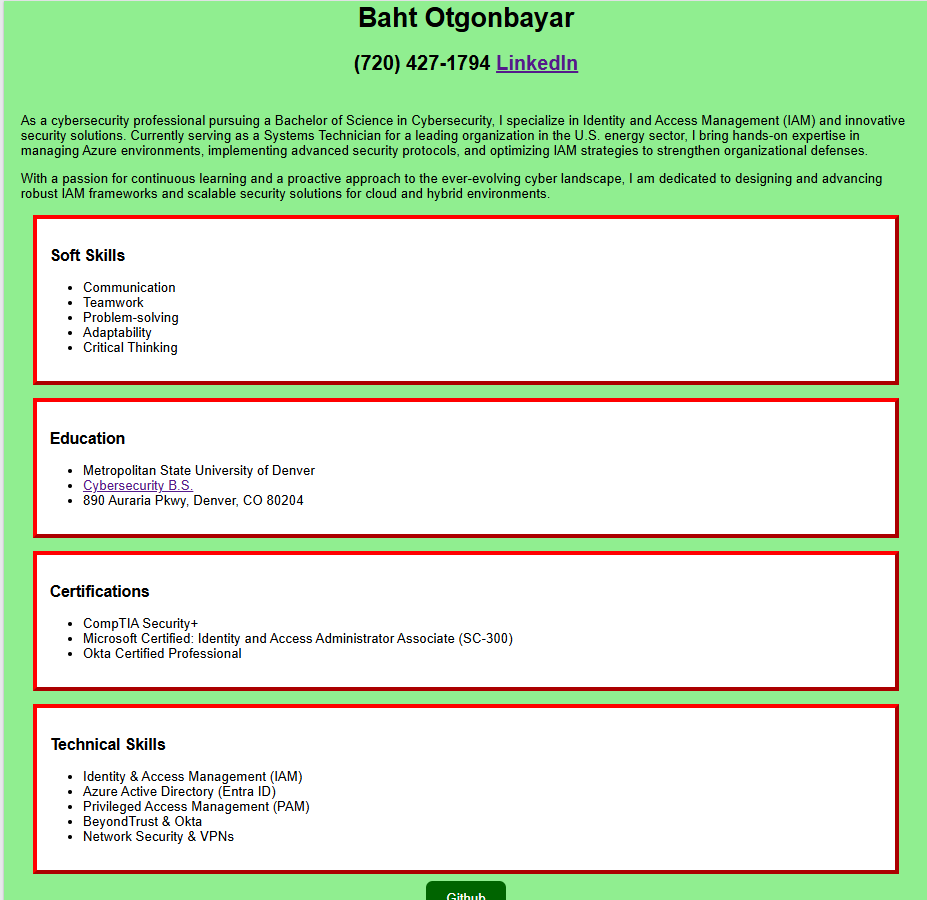 Baht Otgonbayar
(720) 427-1794 LinkedIn
As a cybersecurity professional pursuing a Bachelor of Science in Cybersecurity, I specialize in Identity and Access Management (IAM) and innovative
security solutions. Currently serving as a Systems Technician for a leading organization in the U.S. energy sector, I bring hands-on expertise in
managing Azure environments, implementing advanced security protocols, and optimizing IAM strategies to strengthen organizational defenses.
With a passion for continuous learning and a proactive approach to the ever-evolving cyber landscape, I am dedicated to designing and advancing
robust IAM frameworks and scalable security solutions for cloud and hybrid environments.
Soft Skills
• Communication
• Teamwork
• Problem-solving
• Adaptability
• Critical Thinking
Education
• Metropolitan State University of Denver
• Cybersecurity B.S.
• 890 Auraria Pkwy, Denver, CO 80204
Certifications
• CompTIA Security+
• Microsoft Certified: Identity and Access Administrator Associate (SC-300)
• Okta Certified Professional
Technical Skills
• Identity & Access Management (IAM)
• Azure Active Directory (Entra ID)
• Privileged Access Management (PAM)
• BeyondTrust & Okta
• Network Security & VPNs
Github